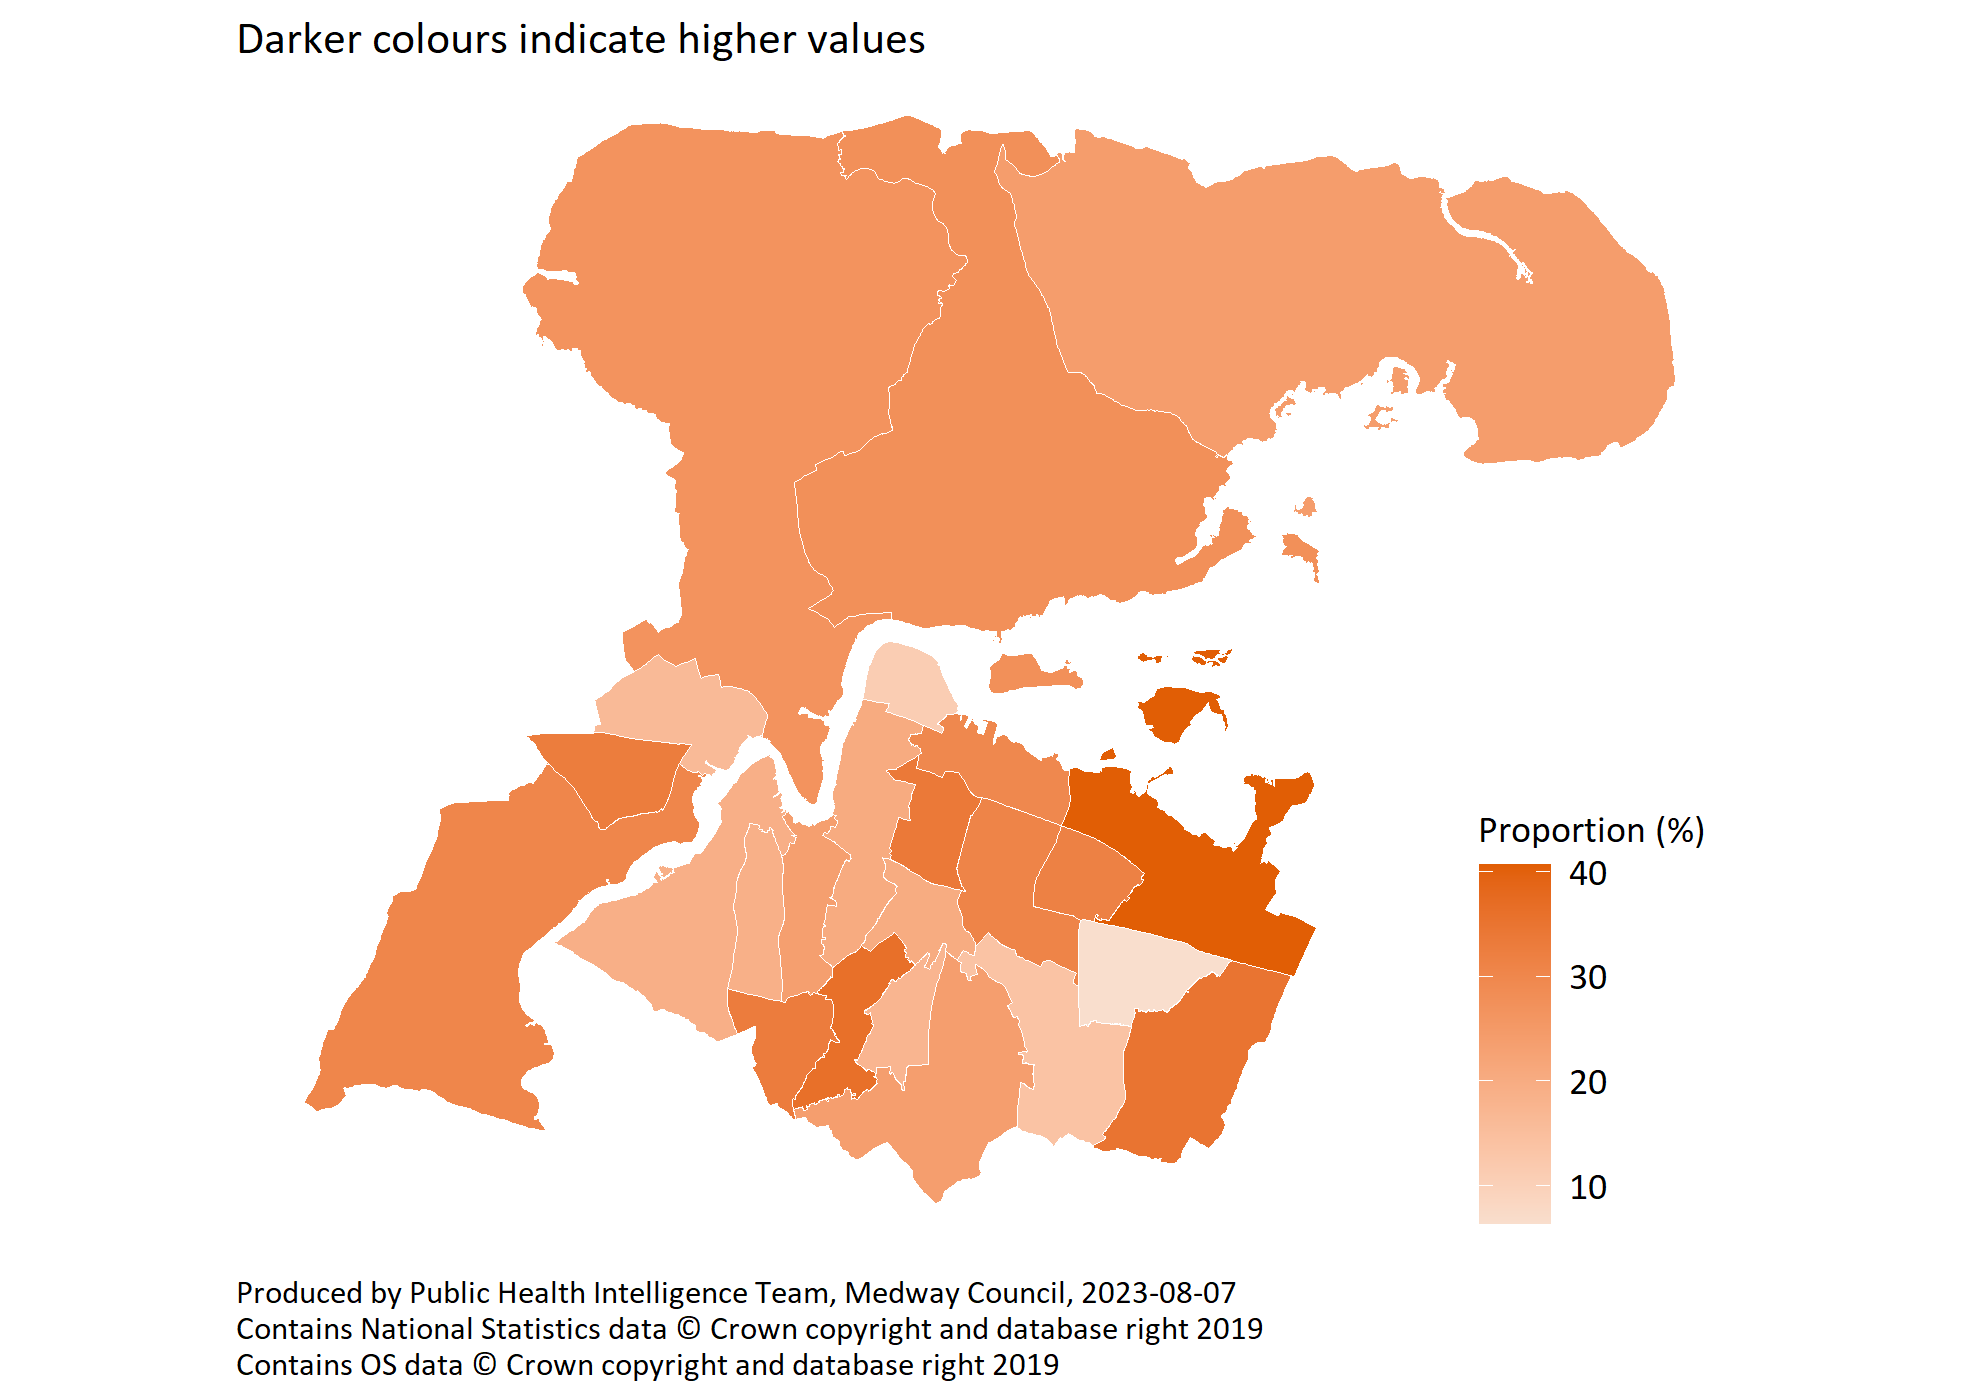 Darker colours indicate higher values
Proportion (%)
40
30
20
10
Produced by Public Health Intelligence Team, Medway Council, 2023-08-07
Contains National Statistics data © Crown copyright and database right 2019
Contains OS data © Crown copyright and database right 2019